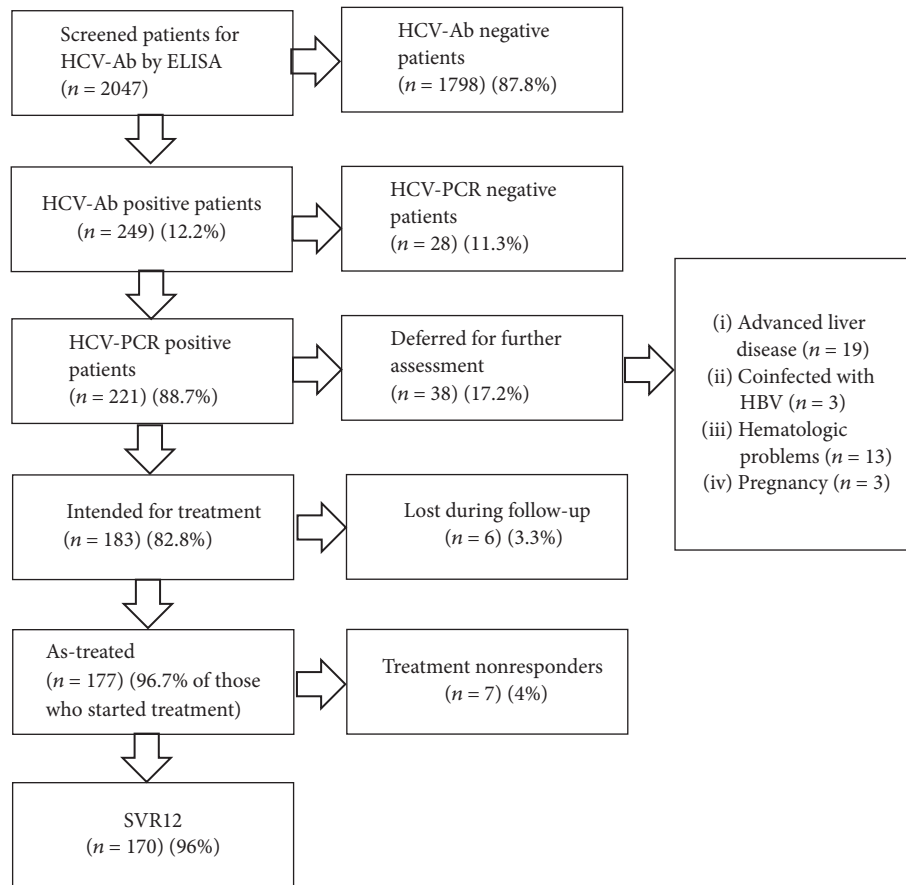 Screened patients for
HCV-Ab by ELISA
(n = 2047)
HCV-Ab negative
patients
(n = 1798) (87.8%)
HCV-Ab positive patients
(n = 249) (12.2%)
HCV-PCR negative
patients
(n = 28) (11.3%)
HCV-PCR positive
patients
(n = 221) (88.7%)
Deferred for further
assessment
(n = 38) (17.2%)
(i) Advanced liver
disease (n = 19)
(ii) Coinfected with
HBV (n = 3)
(iii) Hematologic
problems (n = 13)
(iv) Pregnancy (n = 3)
Intended for treatment
(n = 183) (82.8%)
Lost during follow-up
(n = 6) (3.3%)
As-treated
(n = 177) (96.7% of those
who started treatment)
Treatment nonresponders
(n = 7) (4%)
SVR12
(n = 170) (96%)